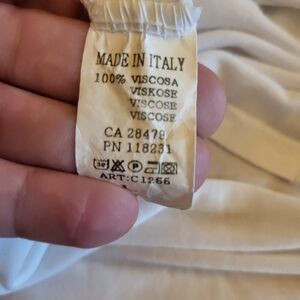 MADE IN ITALY
100% VISCOSA
VISKOSE
VISCOSE
VISCOSE
CA 28479
PN 118231
ART:C1266